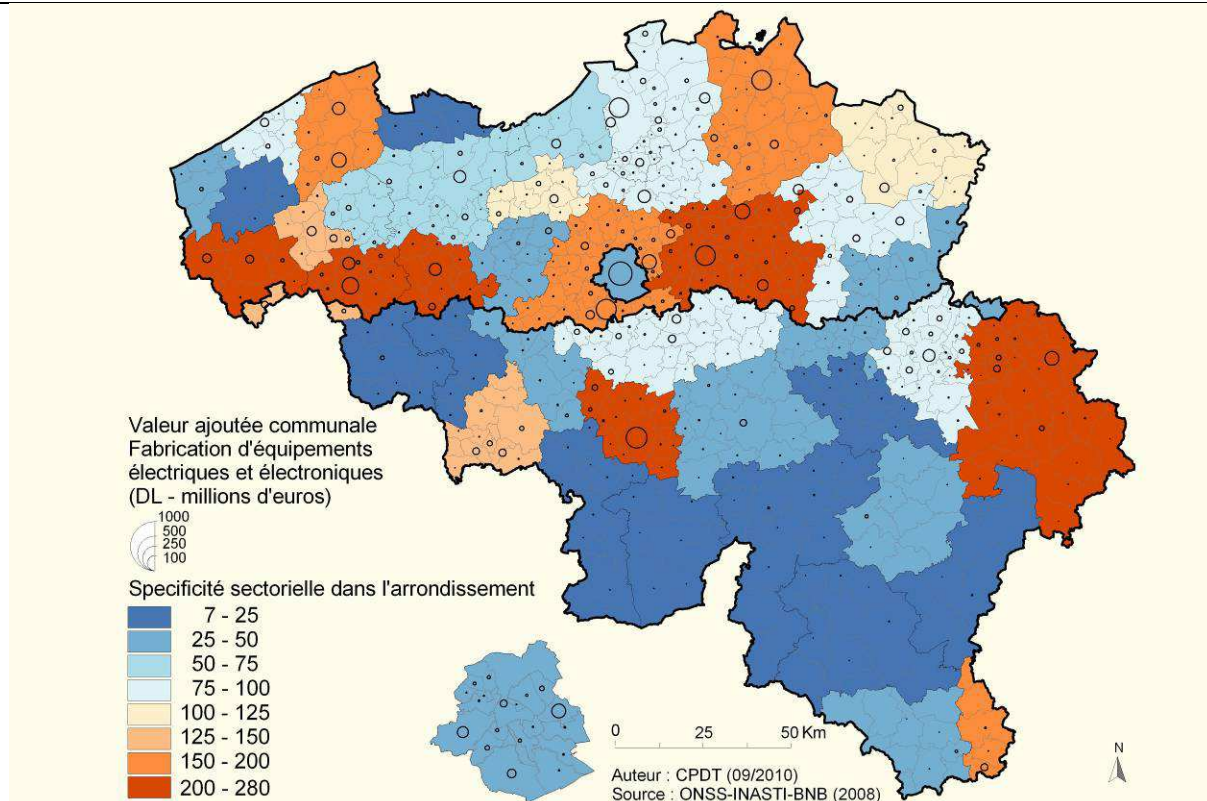 Valeur ajoutée communale
Fabrication d'équipements
électriques et électroniques
(DL - millions d'euros)
1000
500
250
100
Specificité sectorielle dans l'arrondissement
7 - 25
25 - 50
50 - 75
75 - 100
100 - 125
125 - 150
150 - 200
200 - 280
0 25 50 Km
Auteur : CPDT (09/2010)
Source : ONSS-INASTI-BNB (2008)
N